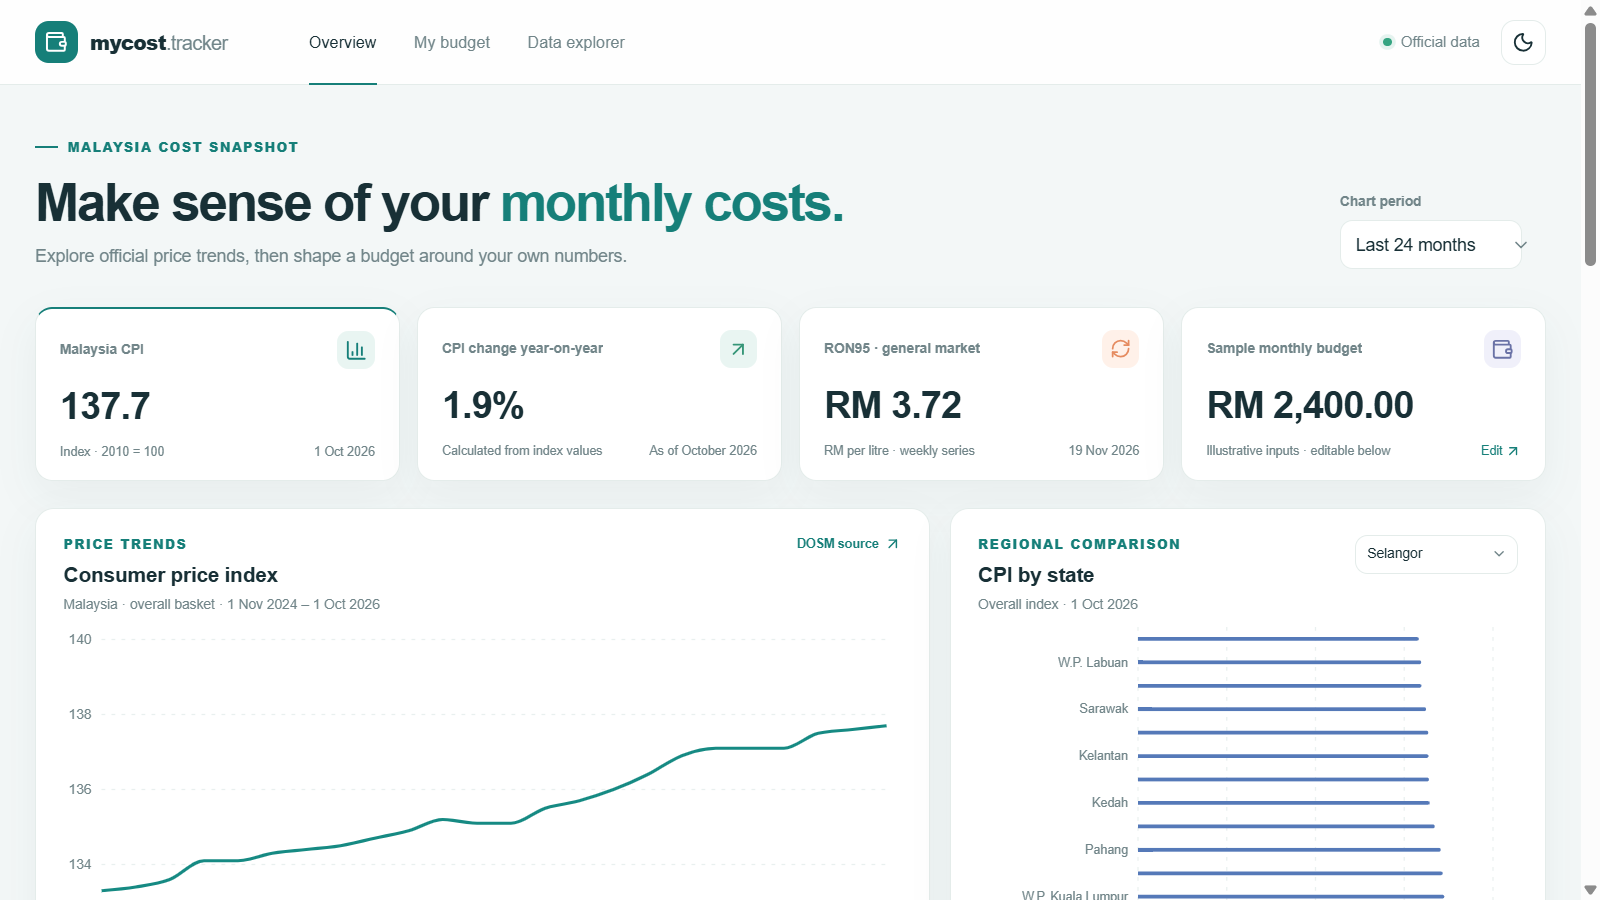 mycost.tracker
Overview
My budget
Data explorer
Official data
MALAYSIA COST SNAPSHOT
Make sense of your monthly costs.
Explore official price trends, then shape a budget around your own numbers.
Chart period
Last 24 months
Malaysia CPI
137.7
Index · 2010 = 100
1 Oct 2026
CPI change year-on-year
1.9%
Calculated from index values
As of October 2026
RON95 · general market
RM 3.72
RM per litre · weekly series
19 Nov 2026
Sample monthly budget
RM 2,400.00
Illustrative inputs · editable below
Edit
PRICE TRENDS
DOSM source
Consumer price index
Malaysia · overall basket · 1 Nov 2024 – 1 Oct 2026
140
138
136
134
REGIONAL COMPARISON
Selangor
CPI by state
Overall index · 1 Oct 2026
W.P. Labuan
Sarawak
Kelantan
Kedah
Pahang
W.P. Kuala Lumpur